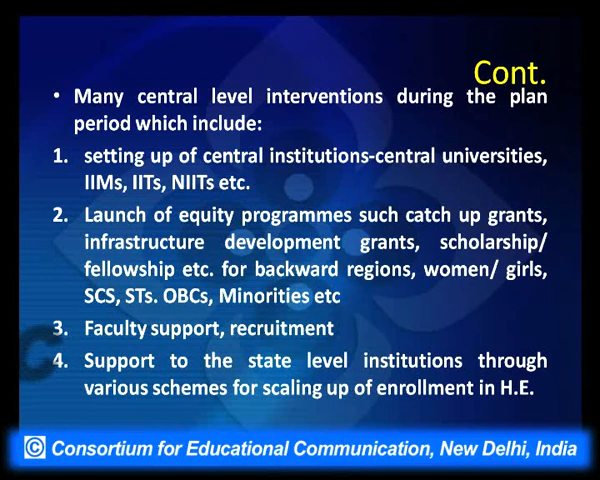 Cont.
• Many central level interventions during the plan
period which include:
1. setting up of central institutions-central universities,
IIMs, IITs, NIITs etc.
2. Launch of equity programmes such catch up grants,
infrastructure development grants, scholarship/
fellowship etc. for backward regions, women/ girls,
SCS, STs. OBCs, Minorities etc
3. Faculty support, recruitment
4. Support to the state level institutions through
various schemes for scaling up of enrollment in H.E.
© Consortium for Educational Communication, New Delhi, India